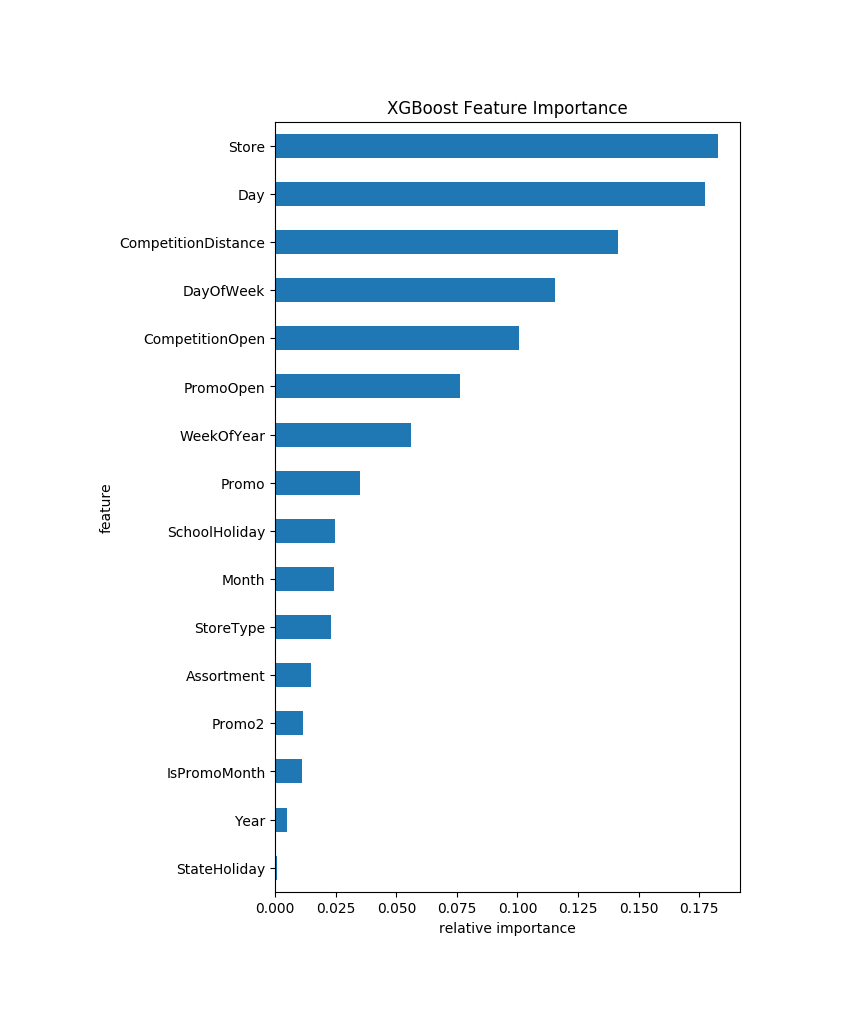 XGBoost Feature Importance
Store
Day
CompetitionDistance
DayOfWeek
CompetitionOpen
PromoOpen
WeekOfYear
Promo
SchoolHoliday
Month
StoreType
Assortment
Promo2
IsPromoMonth
Year
StateHoliday
feature
0.000 0.025 0.050 0.075 0.100 0.125 0.150 0.175
relative importance